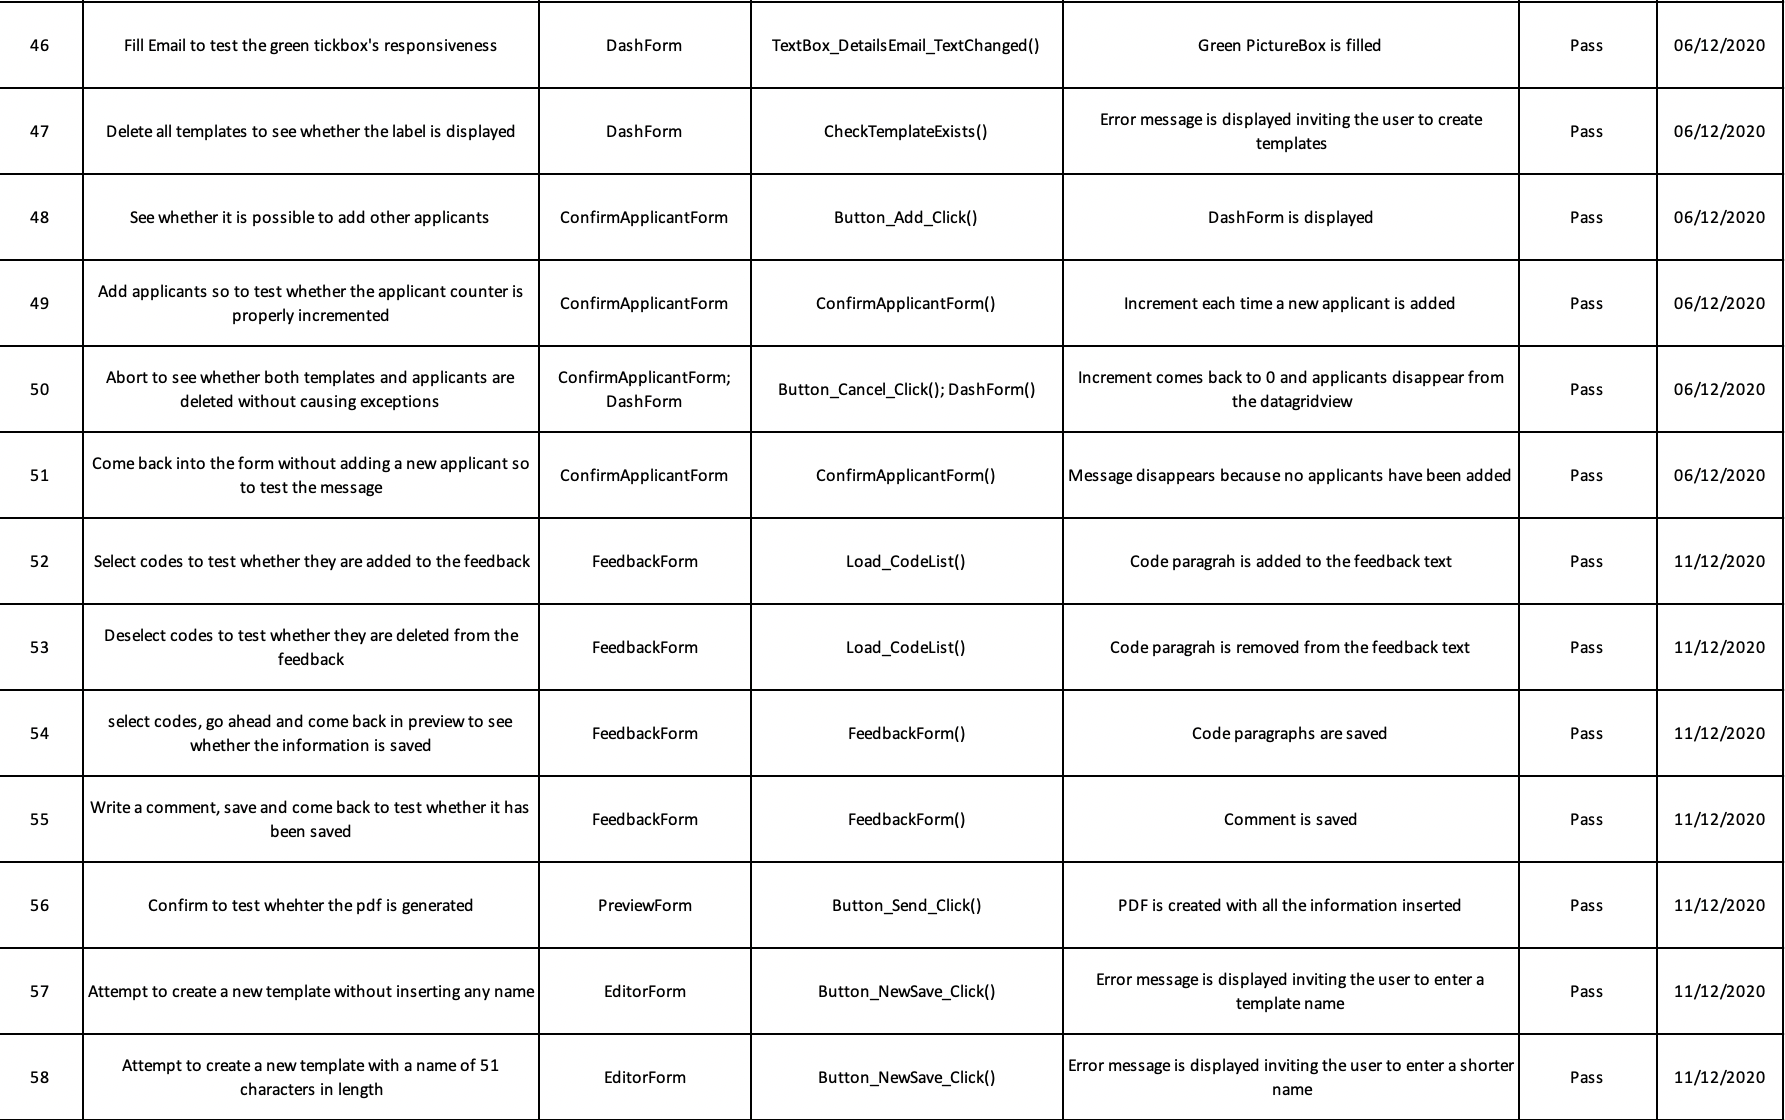 46 Fill Email to test the green tickbox's responsiveness DashForm TextBox_DetailsEmail_TextChanged() Green PictureBox is filled Pass 06/12/2020
47 Delete all templates to see whether the label is displayed DashForm CheckTemplateExists() Error message is displayed inviting the user to create
templates Pass 06/12/2020
48 See whether it is possible to add other applicants ConfirmApplicantForm Button_Add_Click() DashForm is displayed Pass 06/12/2020
49 Add applicants so to test whether the applicant counter is
properly incremented ConfirmApplicantForm ConfirmApplicantForm() Increment each time a new applicant is added Pass 06/12/2020
50 Abort to see whether both templates and applicants are
deleted without causing exceptions ConfirmApplicantForm;
DashForm Button_Cancel_Click(); DashForm() Increment comes back to 0 and applicants disappear from
the datagridview Pass 06/12/2020
51 Come back into the form without adding a new applicant so
to test the message ConfirmApplicantForm ConfirmApplicantForm() Message disappears because no applicants have been added Pass 06/12/2020
52 Select codes to test whether they are added to the feedback FeedbackForm Load_CodeList() Code paragrah is added to the feedback text Pass 11/12/2020
53 Deselect codes to test whether they are deleted from the
feedback FeedbackForm Load_CodeList() Code paragrah is removed from the feedback text Pass 11/12/2020
54 select codes, go ahead and come back in preview to see
whether the information is saved FeedbackForm FeedbackForm() Code paragraphs are saved Pass 11/12/2020
55 Write a comment, save and come back to test whether it has
been saved FeedbackForm FeedbackForm() Comment is saved Pass 11/12/2020
56 Confirm to test whehter the pdf is generated PreviewForm Button_Send_Click() PDF is created with all the information inserted Pass 11/12/2020
57 Attempt to create a new template without inserting any name EditorForm Button_NewSave_Click() Error message is displayed inviting the user to enter a
template name Pass 11/12/2020
58 Attempt to create a new template with a name of 51
characters in length EditorForm Button_NewSave_Click() Error message is displayed inviting the user to enter a shorter
name Pass 11/12/2020